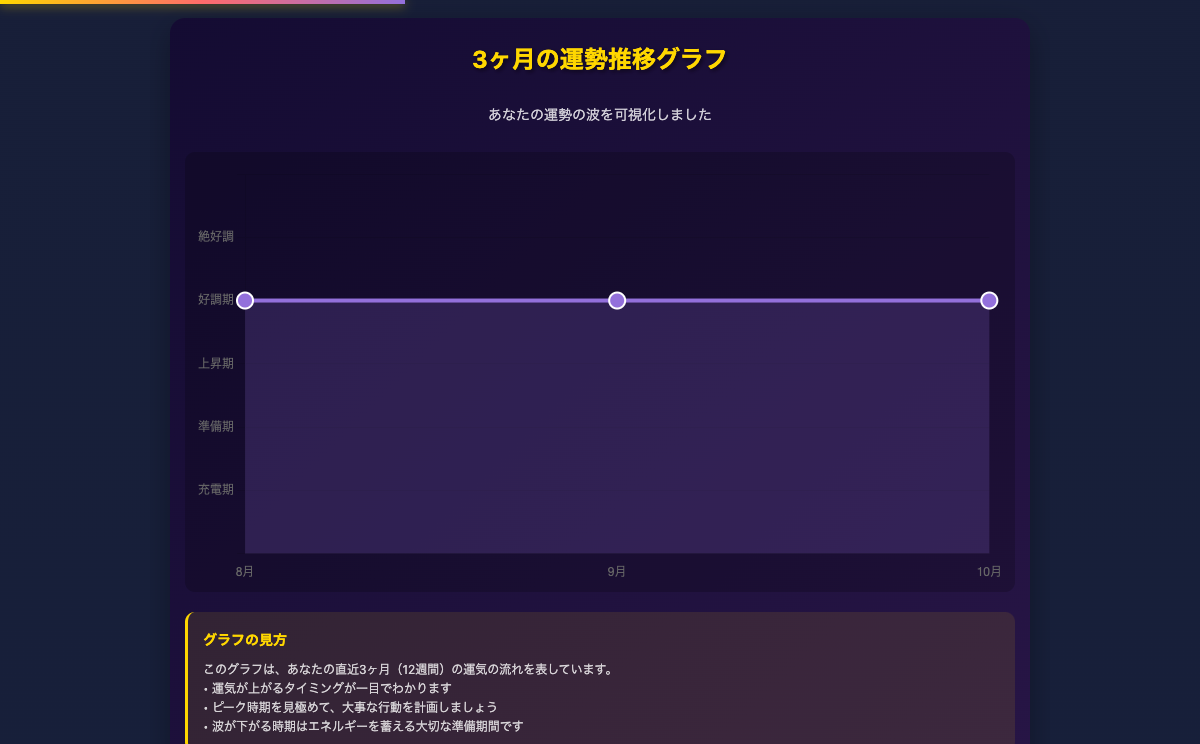 3ヶ月の運勢推移グラフ
あなたの運勢の波を可視化しました
絶好調
好調期
上昇期
準備期
充電期
8月
9月
10月
グラフの見方
このグラフは、あなたの直近3ヶ月（12週間）の運気の流れを表しています。
• 運気が上がるタイミングが一目でわかります
• ピーク時期を見極めて、大事な行動を計画しましょう
• 波が下がる時期はエネルギーを蓄える大切な準備期間です